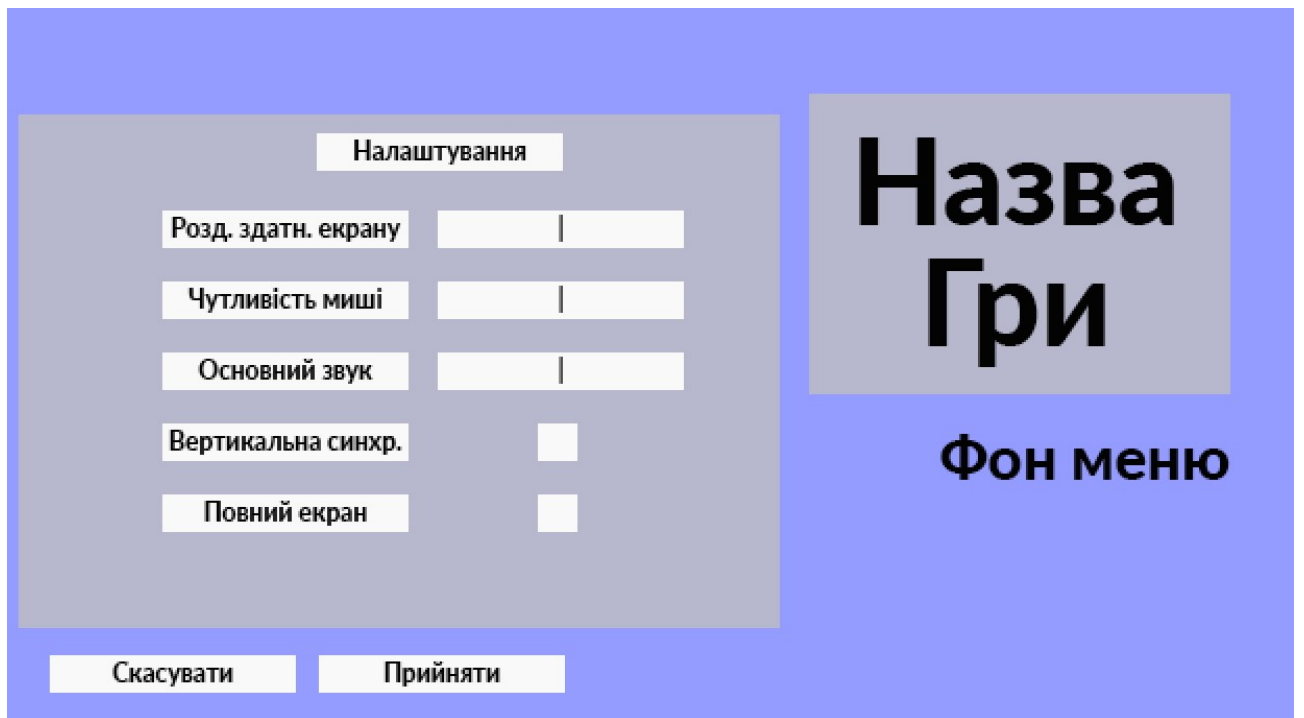 Налаштування
Розд. здатн. екрану
Чутливість миші
Основний звук
Вертикальна синхр.
Повний екран
Скасувати
Прийняти
Назва
Гри
Фон меню